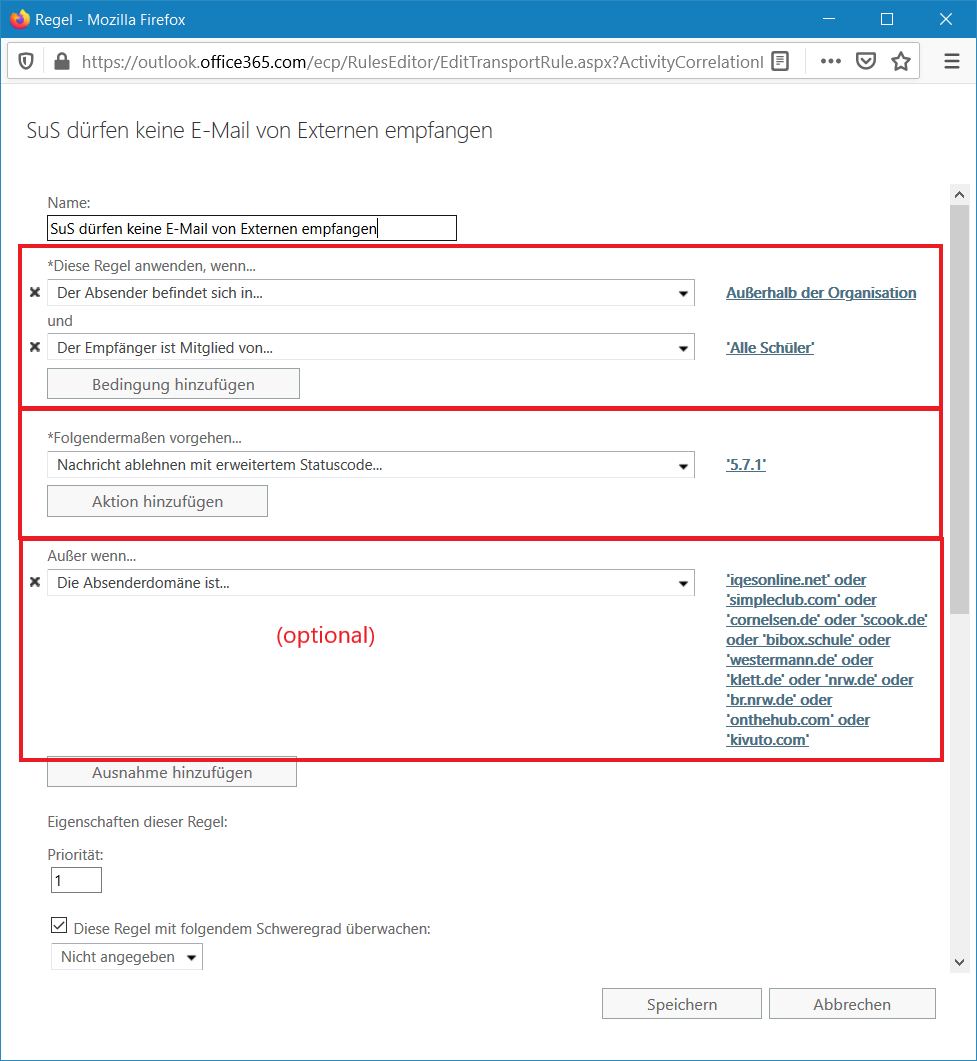 Regel - Mozilla Firefox
https://outlook.office365.com/ecp/RulesEditor/EditTransportRule.aspx?ActivityCorrelationI
SuS dürfen keine E-Mail von Externen empfangen
Name:
SuS dürfen keine E-Mail von Externen empfangen
*Diese Regel anwenden, wenn...
Der Absender befindet sich in...
Außerhalb der Organisation
und
Der Empfänger ist Mitglied von...
'Alle Schüler'
Bedingung hinzufügen
*Folgendermaßen vorgehen...
Nachricht ablehnen mit erweitertem Statuscode...
'5.7.1'
Aktion hinzufügen
Außer wenn...
Die Absenderdomäne ist...
'iqesonline.net' oder
'simpleclub.com' oder
'cornelsen.de' oder 'scook.de'
oder 'bibox.schule' oder
'westermann.de' oder
'klett.de' oder 'nrw.de' oder
'br.nrw.de' oder
'onthehub.com' oder
'kivuto.com'
(optional)
Ausnahme hinzufügen
Eigenschaften dieser Regel:
Priorität:
1
Diese Regel mit folgendem Schweregrad überwachen:
Nicht angegeben
Speichern
Abbrechen